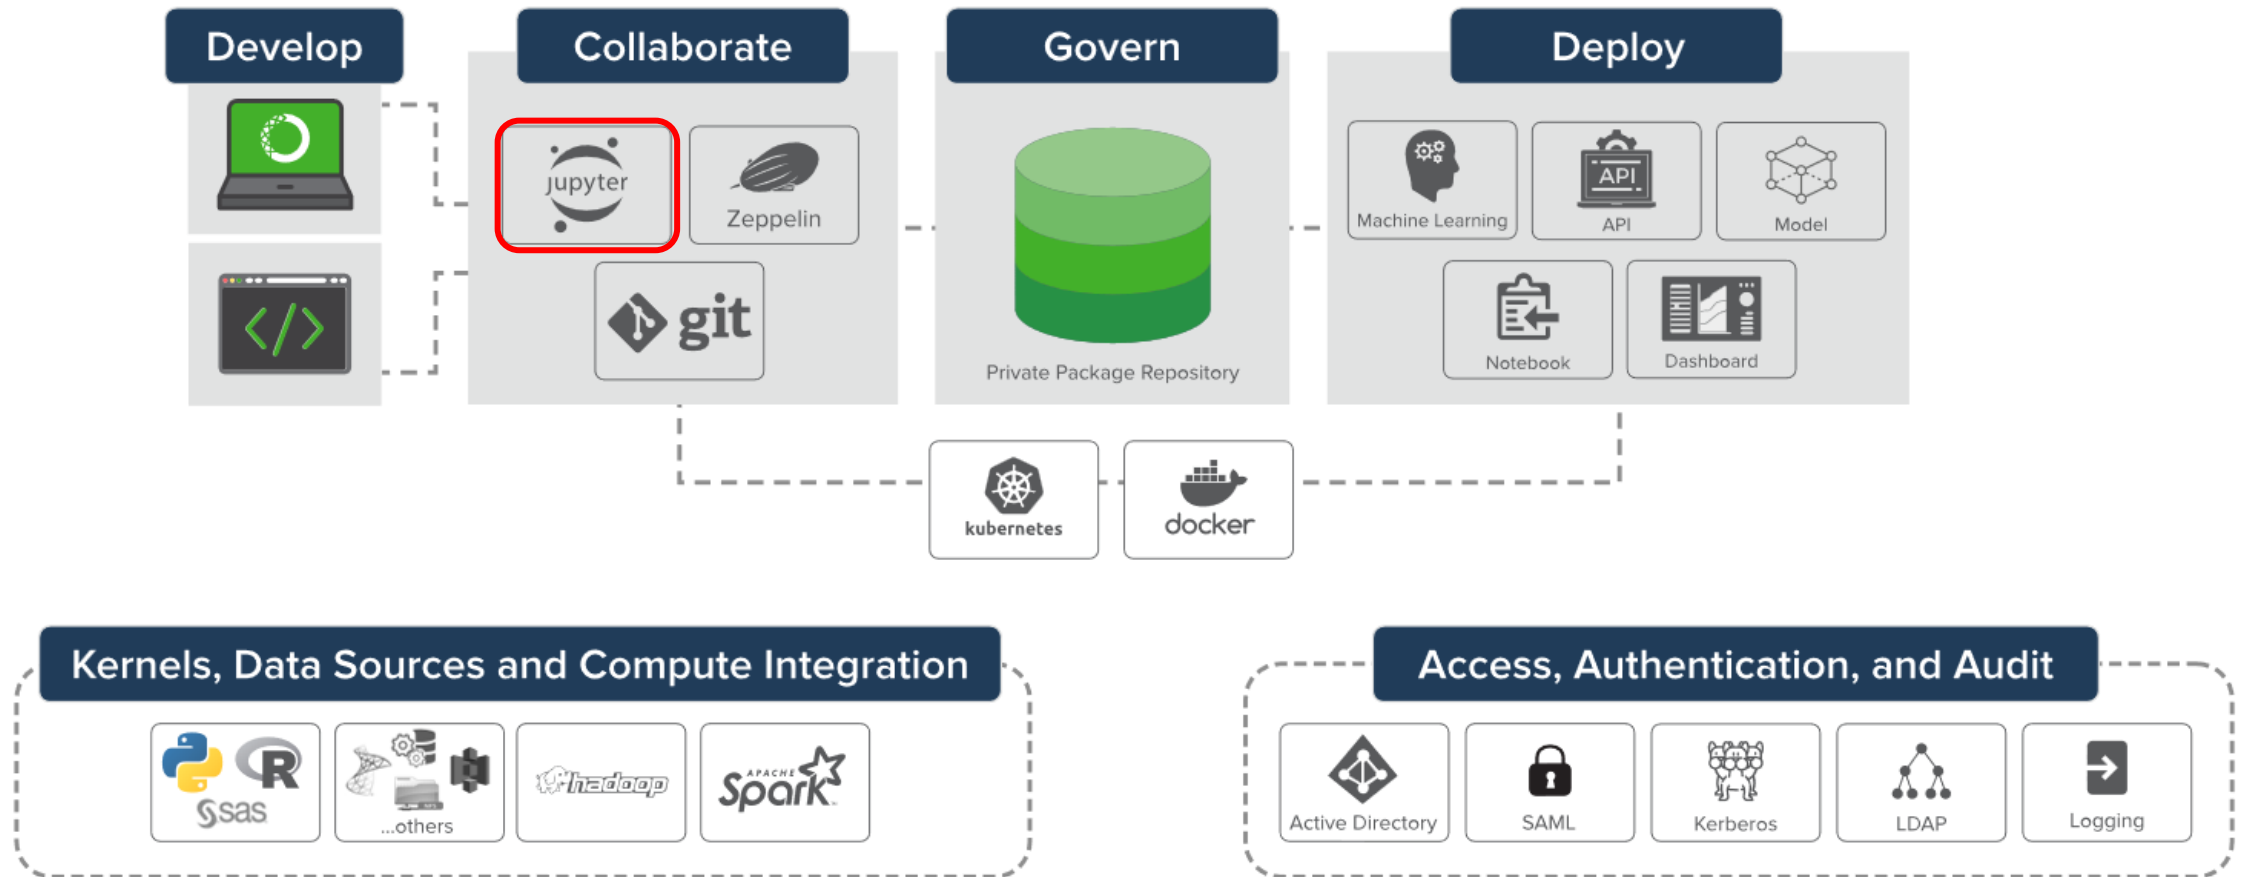 Develop
Collaborate
Govern
Deploy
jupyter
Zeppelin
git
Private Package Repository
Machine Learning
API
API
Model
Notebook
Dashboard
kubernetes
docker
Kernels, Data Sources and Compute Integration
R
sas
...others
hadoop
APACHE
Spark
Access, Authentication, and Audit
Active Directory
SAML
Kerberos
LDAP
Logging